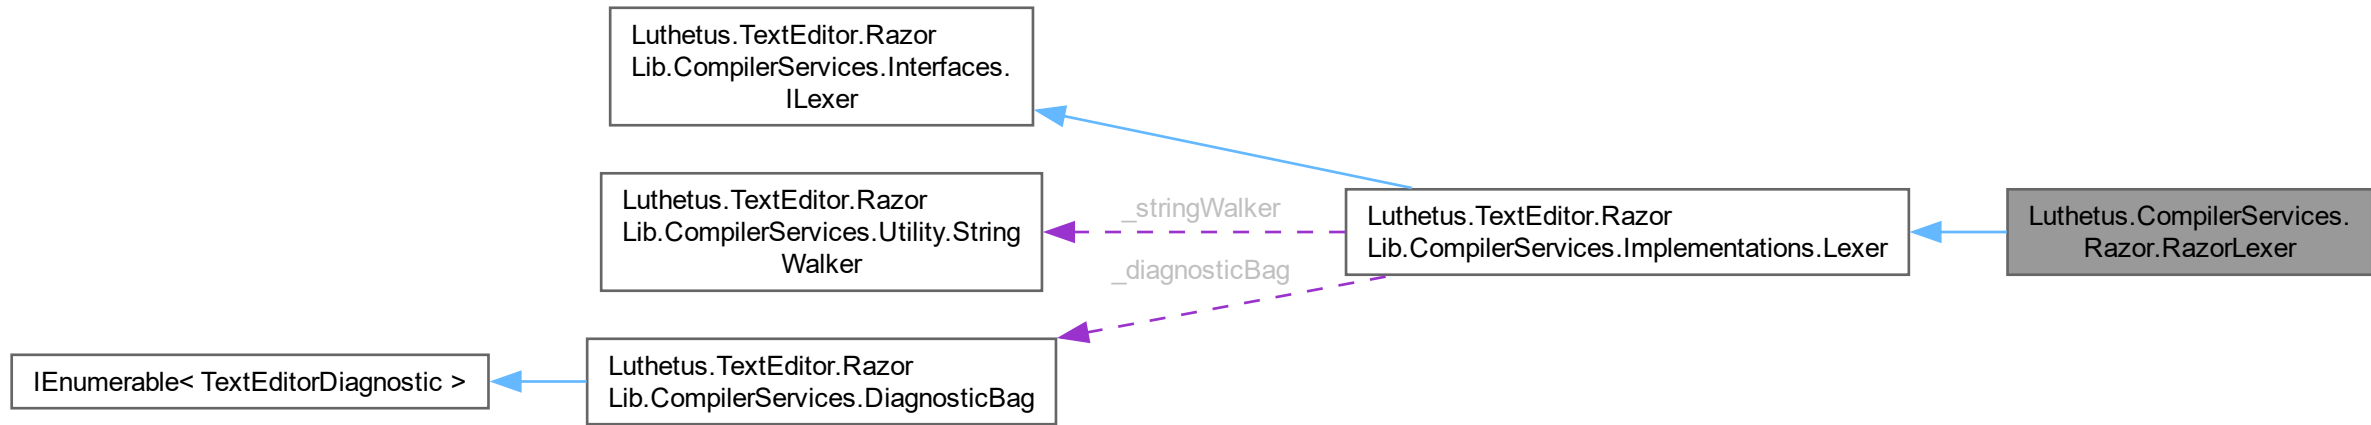 Luthetus.TextEditor.Razor
Lib.CompilerServices.Interfaces.
ILexer
Luthetus.TextEditor.Razor
Lib.CompilerServices.Utility.String
Walker
_stringWalker
_diagnosticBag
Luthetus.TextEditor.Razor
Lib.CompilerServices.Implementations.Lexer
Luthetus.CompilerServices.
Razor.RazorLexer
IEnumerable< TextEditorDiagnostic >
Luthetus.TextEditor.Razor
Lib.CompilerServices.DiagnosticBag